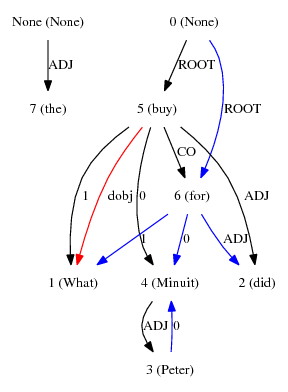 None (None) 0 (None)
ADJ ROOT
7 (the) 5 (buy) ROOT
CO
1 dobj 0 6 (for) ADJ
1 0 ADJ
1 (What) 4 (Minuit) 2 (did)
ADJ 0
3 (Peter)